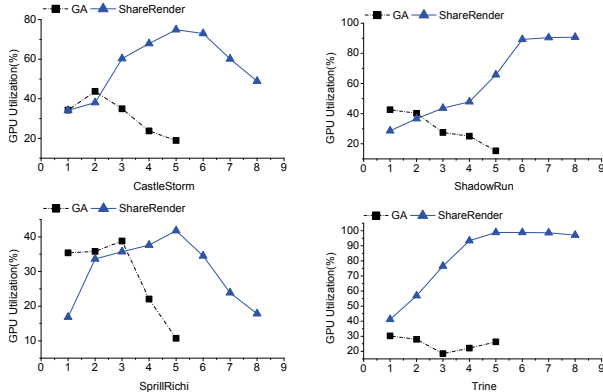 GA ShareRender
80
60
40
20
GPU Utilization(%)
0 1 2 3 4 5 6 7 8 9
CastleStorm
GA ShareRender
100
80
60
40
20
GPU Utilization(%)
0 1 2 3 4 5 6 7 8 9
ShadowRun
GA ShareRender
40
30
20
10
GPU Utilization(%)
0 1 2 3 4 5 6 7 8 9
SprillRichi
GA ShareRender
100
90
80
70
60
50
40
30
20
GPU Utilization(%)
0 1 2 3 4 5 6 7 8 9
Trine